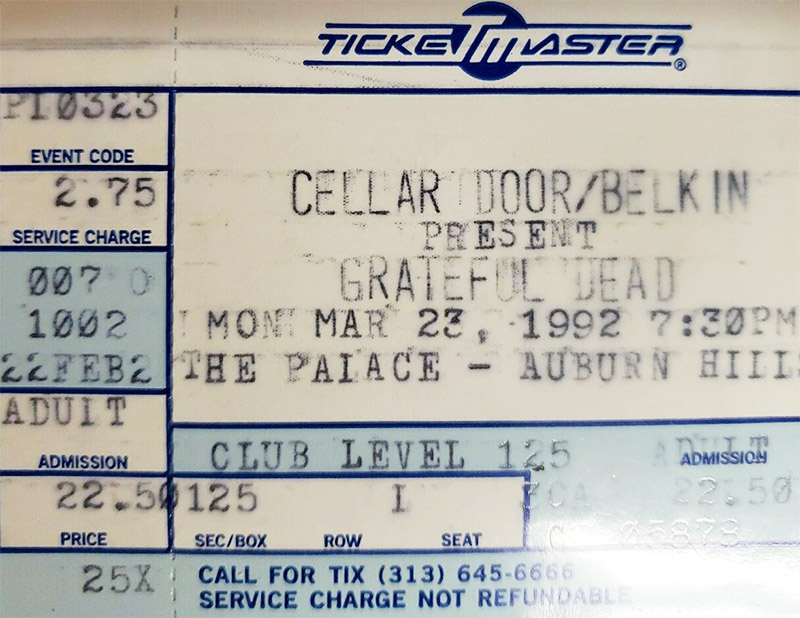 TICKETMASTER®
PI0323
EVENT CODE
2.75
SERVICE CHARGE
007
1002
22FEB2
ADULT
ADMISSION
22.50
PRICE
25X
CELLAR DOOR/BELKIN
PRESENT
GRATEFUL DEAD
MON MAR 23, 1992 7:30PM
THE PALACE - AUBURN HILLS
CLUB LEVEL 125 ADULT
ADMISSION
125 I 22.50
SEC/BOX ROW SEAT
CALL FOR TIX (313) 645-6666
SERVICE CHARGE NOT REFUNDABLE